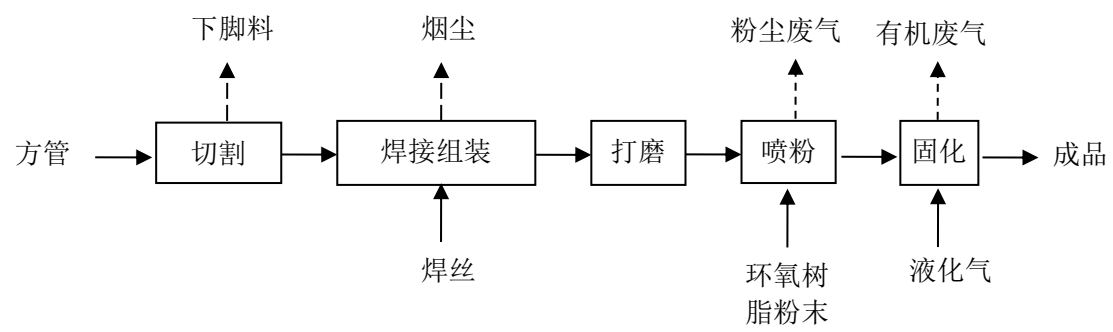 下脚料
烟尘
粉尘废气
有机废气
方管
切割
焊接组装
打磨
喷粉
固化
成品
焊丝
环氧树
脂粉末
液化气